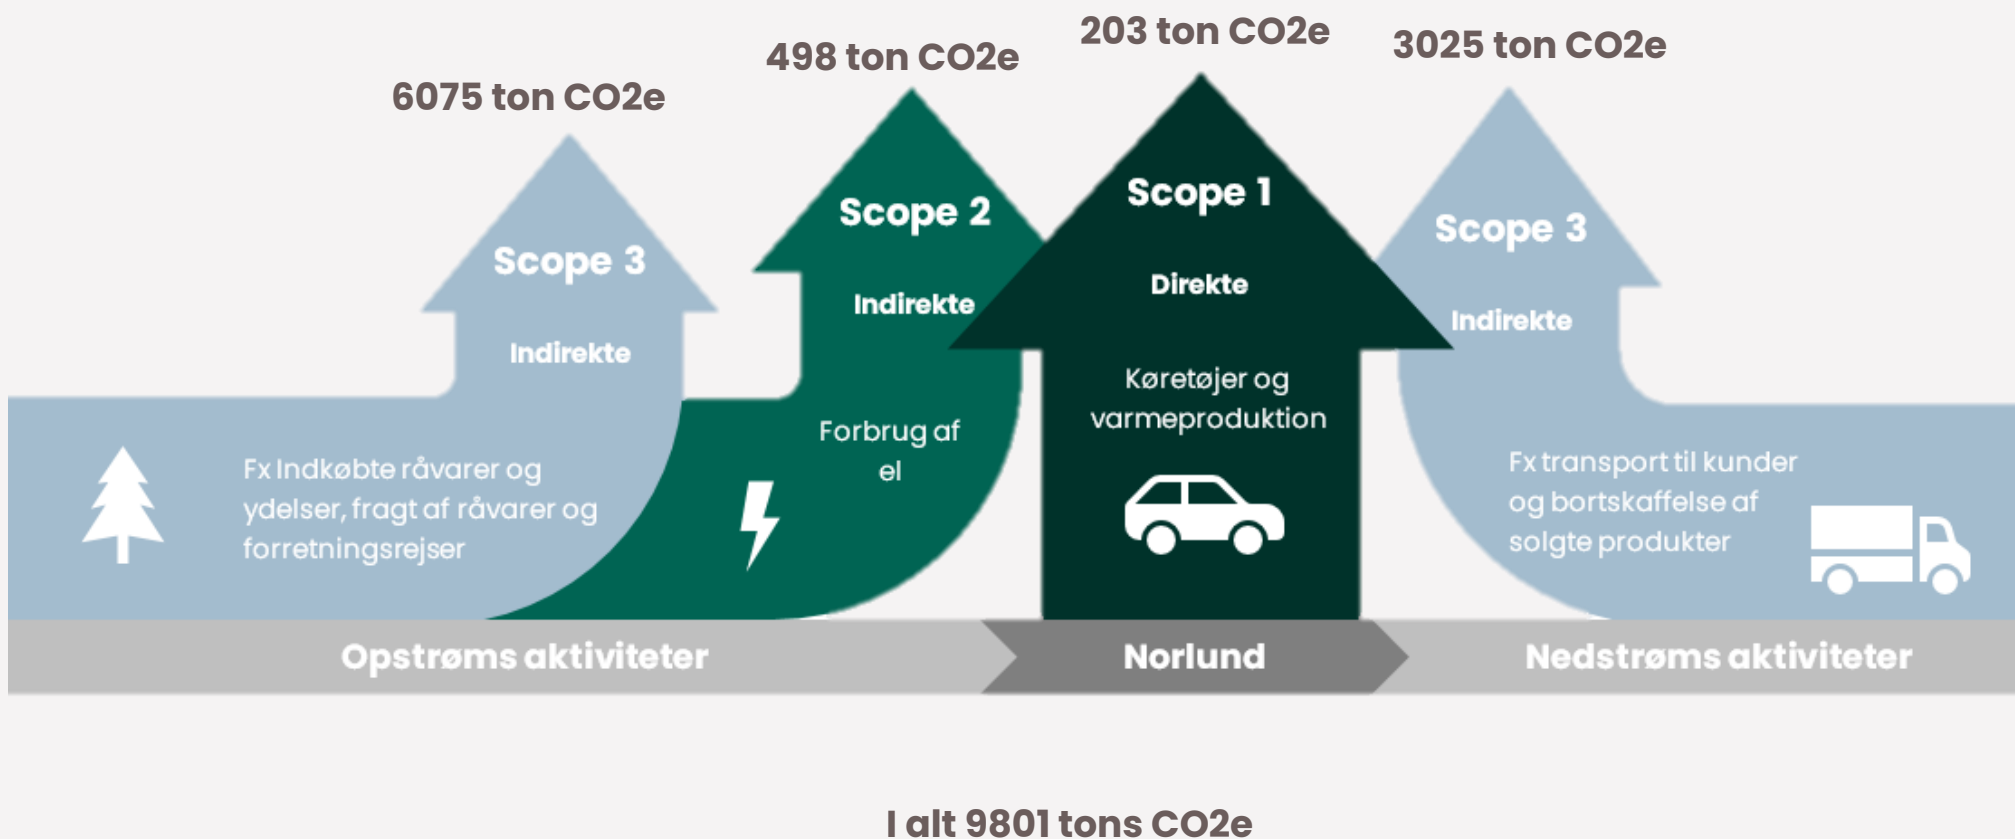 6075 ton CO2e
498 ton CO2e
203 ton CO2e
3025 ton CO2e
Scope 3
Indirekte
Fx Indkøbte råvarer og
ydelser, fragt af råvarer og
forretningsrejser
Scope 2
Indirekte
Forbrug af
el
Scope 1
Direkte
Køretøjer og
varmeproduktion
Scope 3
Indirekte
Fx transport til kunder
og bortskaffelse af
solgte produkter
Opstrøms aktiviteter
Norlund
Nedstrøms aktiviteter
I alt 9801 tons CO2e